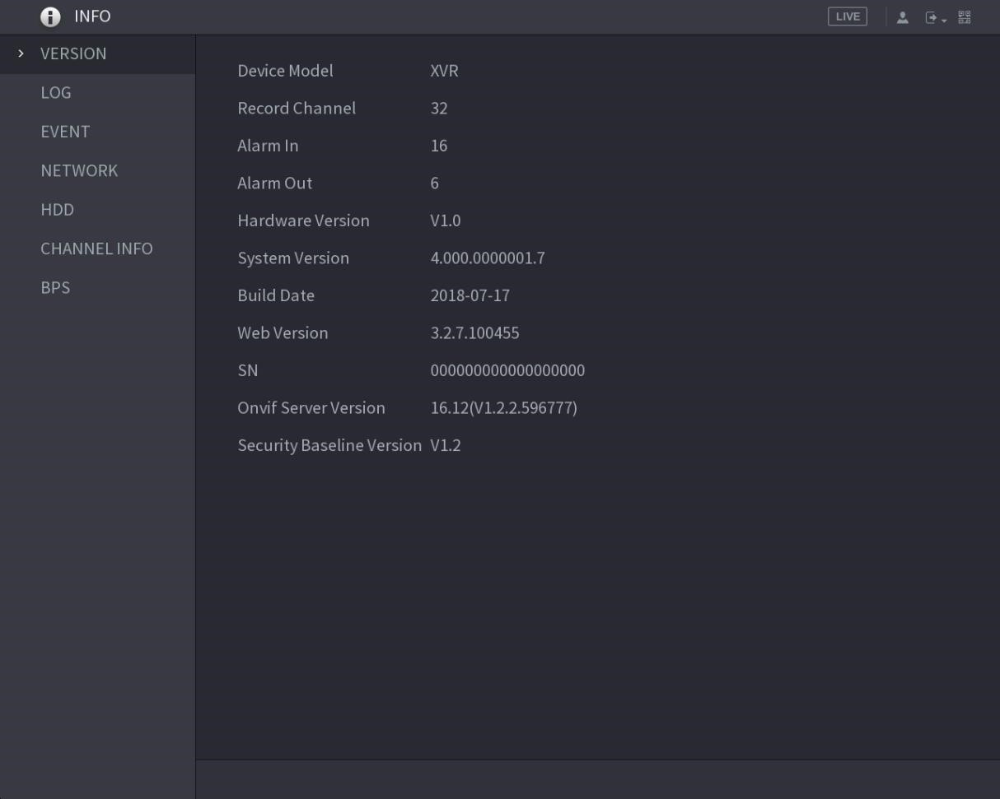 INFO
LIVE
VERSION
LOG
EVENT
NETWORK
HDD
CHANNEL INFO
BPS
Device Model XVR
Record Channel 32
Alarm In 16
Alarm Out 6
Hardware Version V1.0
System Version 4.000.0000001.7
Build Date 2018-07-17
Web Version 3.2.7.100455
SN 000000000000000000
Onvif Server Version 16.12(V1.2.2.596777)
Security Baseline Version V1.2